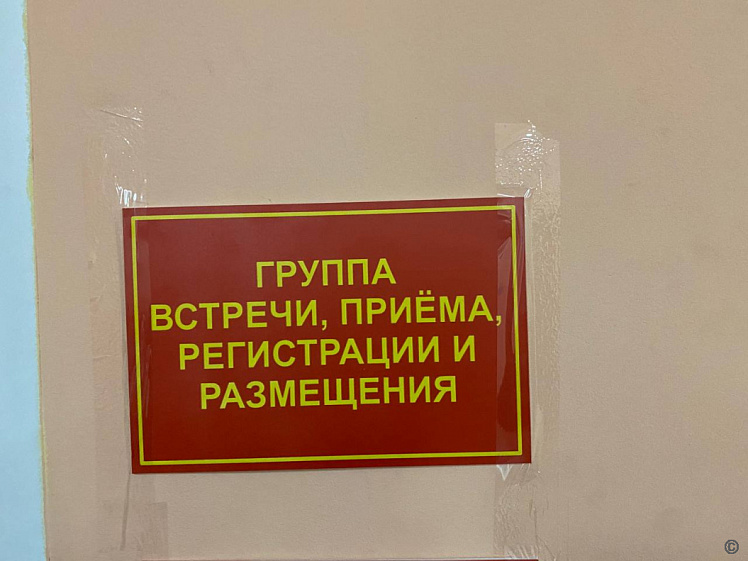 ГРУППА
ВСТРЕЧИ, ПРИЁМА,
РЕГИСТРАЦИИ И
РАЗМЕЩЕНИЯ
©